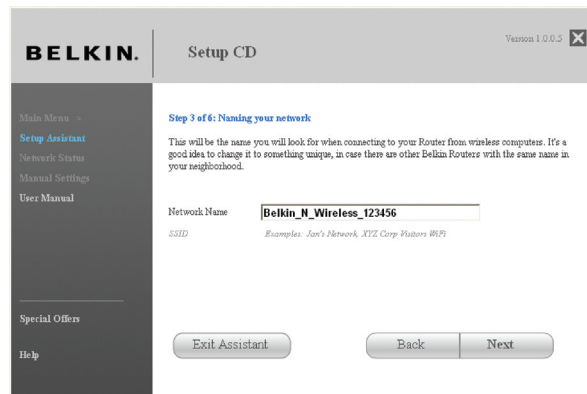 BELKIN.
Setup CD
Version 1.0.0.5
Main Menu >
Setup Assistant
Network Status
Manual Settings
User Manual
Special Offers
Help
Step 3 of 6: Naming your network
This will be the name you will look for when connecting to your Router from wireless computers. It's a
good idea to change it to something unique, in case there are other Belkin Routers with the same name in
your neighborhood.
Network Name
Belkin_N_Wireless_123456
SSID
Examples: Jan's Network, XYZ Corp Visitors WiFi
Exit Assistant
Back
Next